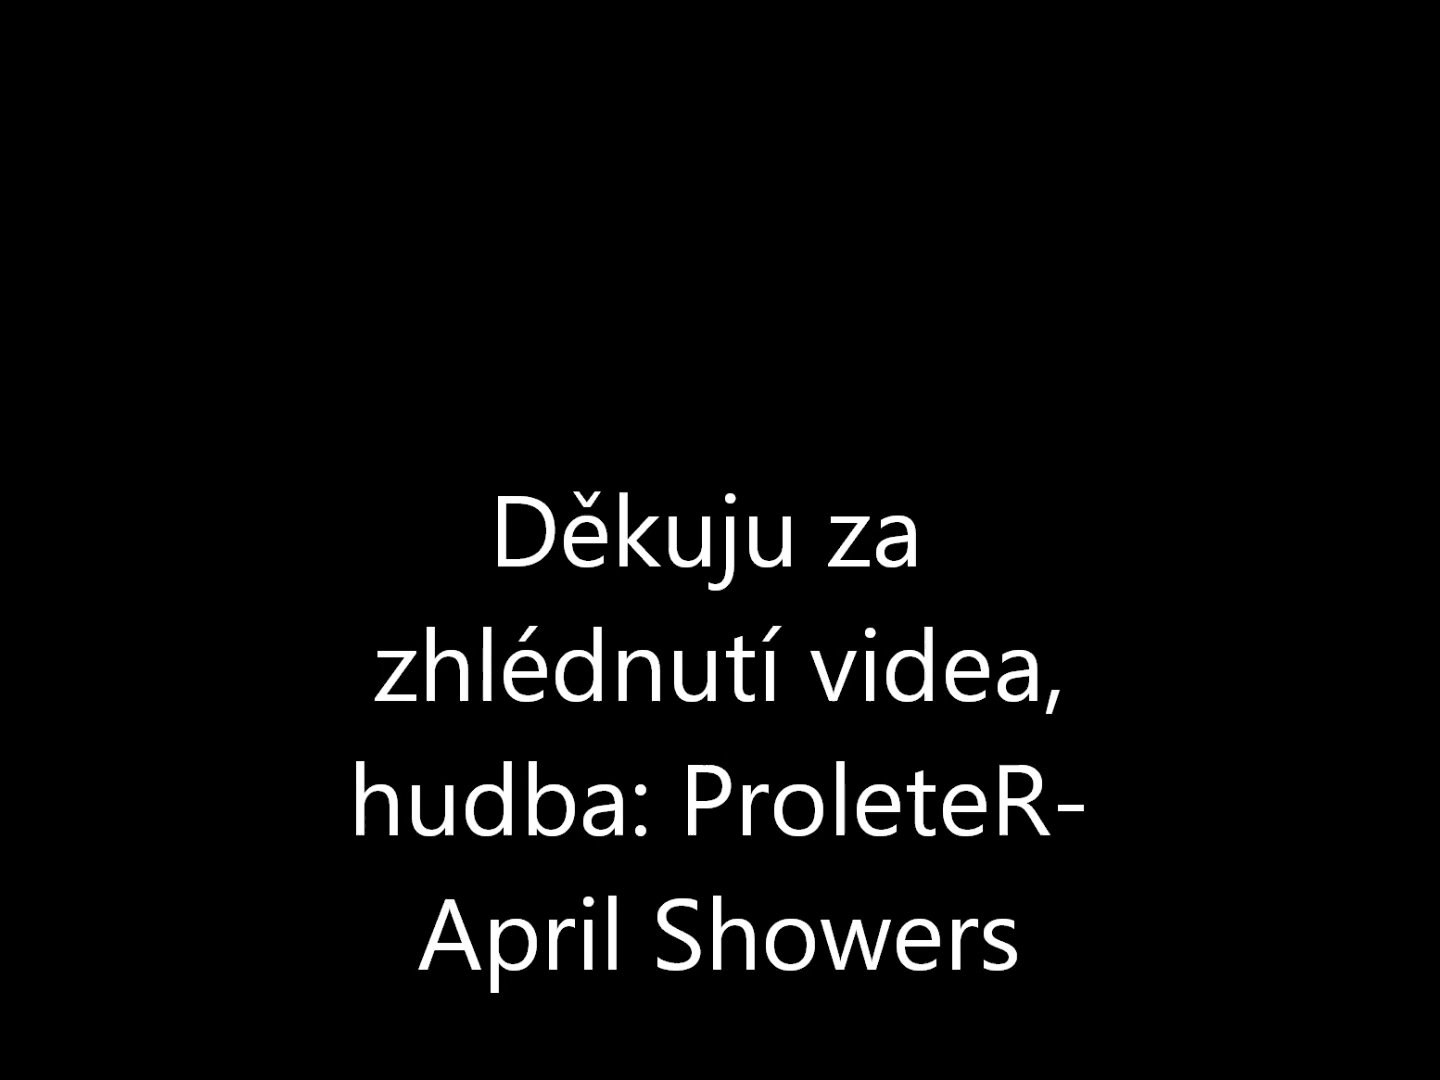 Děkuju za
zhlédnutí videa,
hudba: ProleteR-
April Showers